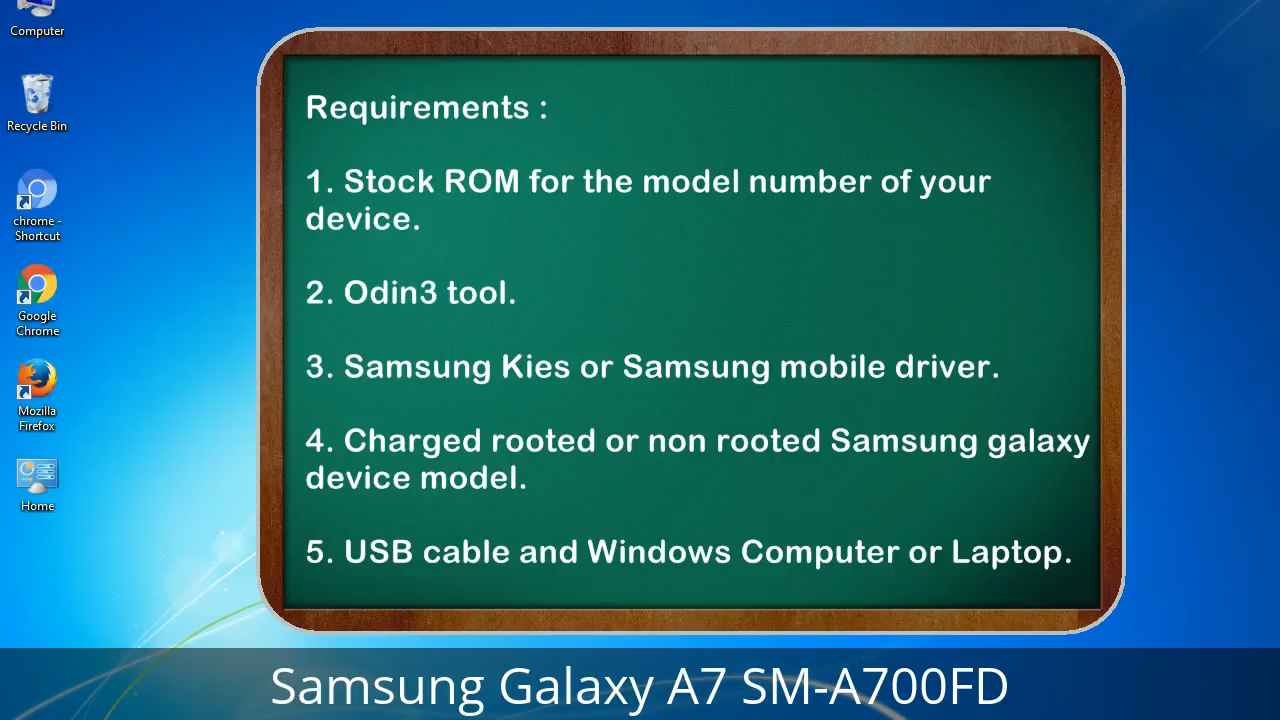 Computer
Recycle Bin
chrome -
Shortcut
Google
Chrome
Mozilla
Firefox
Home
Requirements :
1. Stock ROM for the model number of your
device.
2. Odin3 tool.
3. Samsung Kies or Samsung mobile driver.
4. Charged rooted or non rooted Samsung galaxy
device model.
5. USB cable and Windows Computer or Laptop.
Samsung Galaxy A7 SM-A700FD